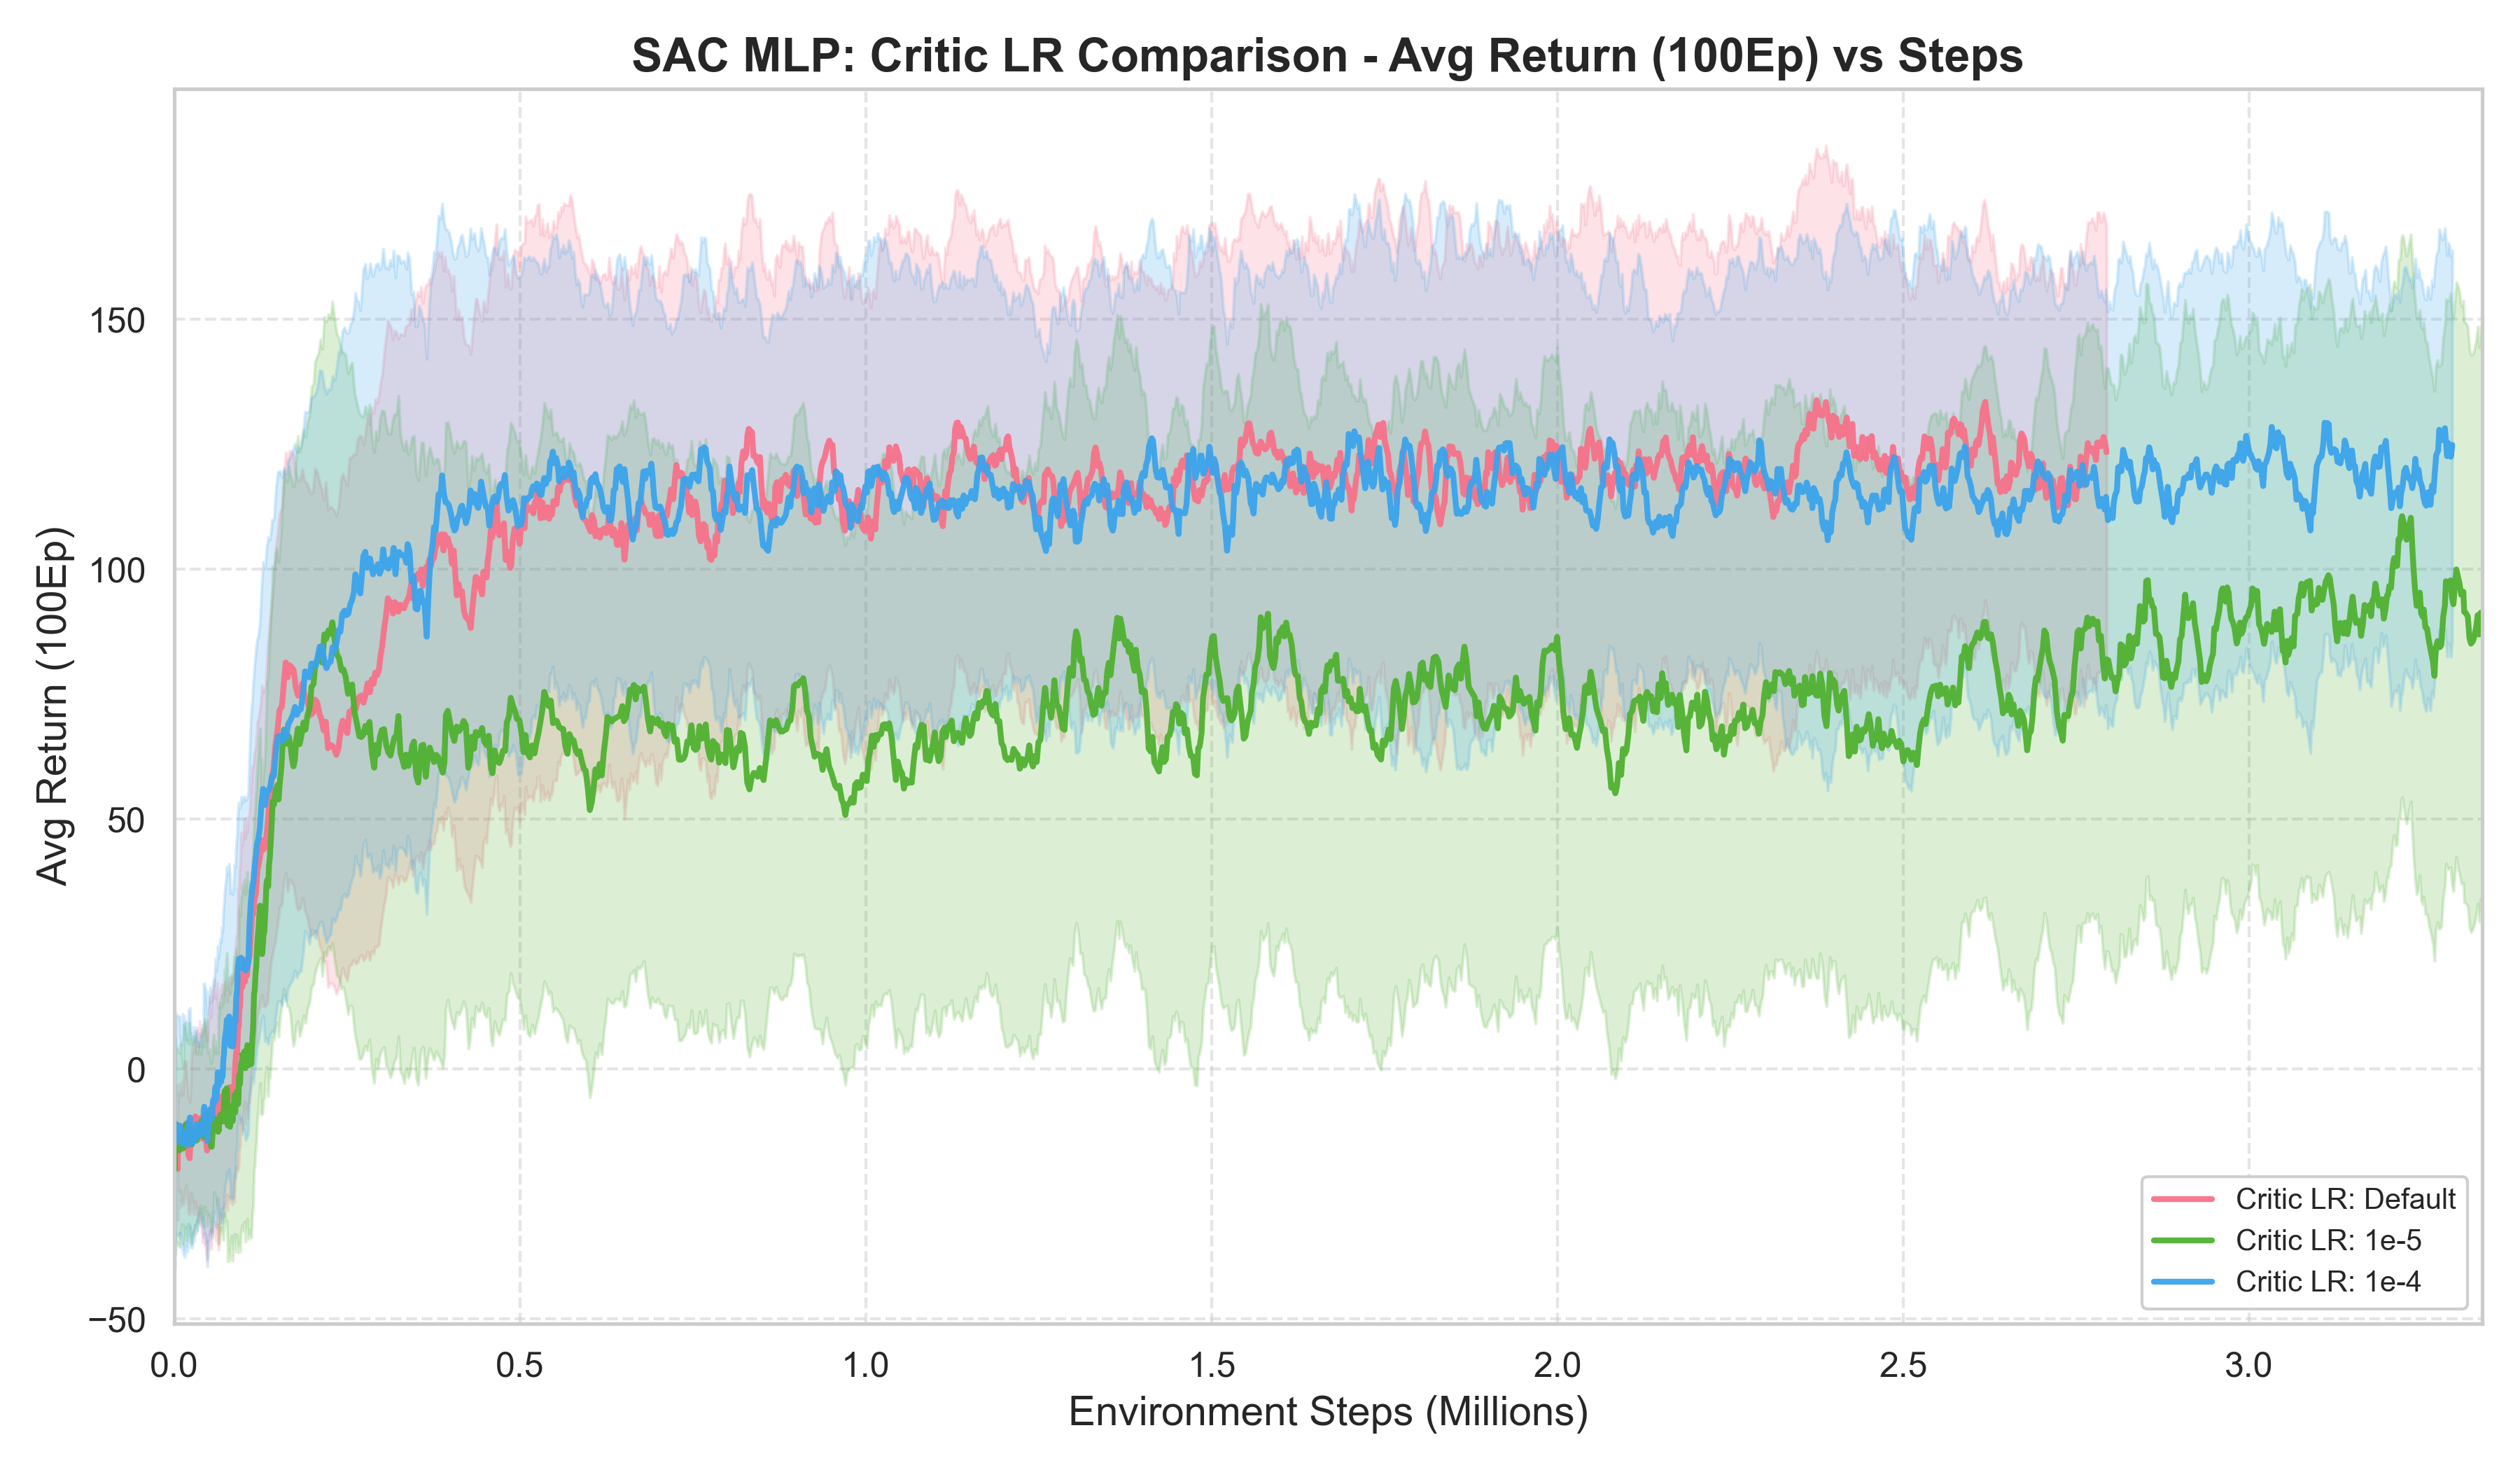 SAC MLP: Critic LR Comparison - Avg Return (100Ep) vs Steps
Avg Return (100Ep)
150
100
50
0
−50
0.0 0.5 1.0 1.5 2.0 2.5 3.0
Environment Steps (Millions)
Critic LR: Default
Critic LR: 1e-5
Critic LR: 1e-4